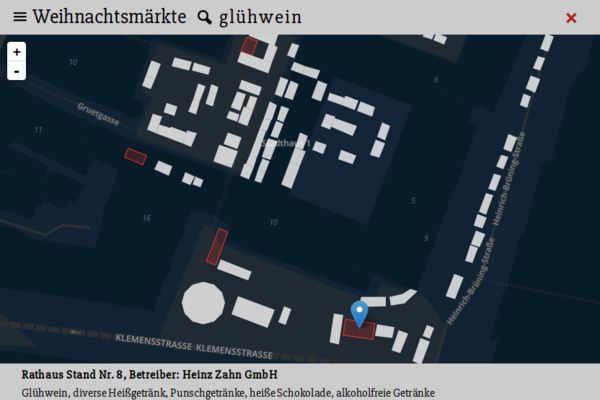 Weihnachtsmärkte glühwein
+
-
10
6
Gruetgasse
11
Stadthaus 1
Heinrich-Brüning-Straße
5
16
10
9
Heinrich-Brüning-Straße
KLEMENSSTRASSE KLEMENSSTRASSE
Rathaus Stand Nr. 8, Betreiber: Heinz Zahn GmbH
Glühwein, diverse Heißgetränk, Punschgetränke, heiße Schokolade, alkoholfreie Getränke